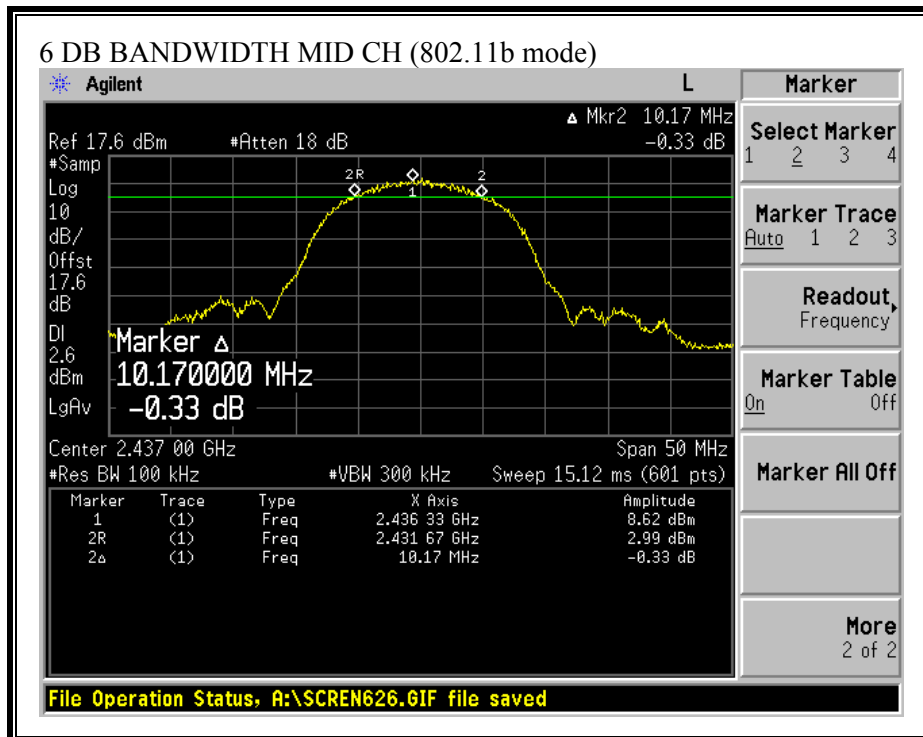 6 DB BANDWIDTH MID CH (802.11b mode)
Agilent L
Δ Mkr2 10.17 MHz
Ref 17.6 dBm #Atten 18 dB -0.33 dB
#Samp
Log
10
dB/
Offst
17.6
dB
DI
2.6
dBm
LgAv
2R
1
2
Marker Δ
10.170000 MHz
-0.33 dB
Center 2.437 00 GHz Span 50 MHz
#Res BW 100 kHz #VBW 300 kHz Sweep 15.12 ms (601 pts)
Marker Trace Type X Axis Amplitude
1 (1) Freq 2.436 33 GHz 8.62 dBm
2R (1) Freq 2.431 67 GHz 2.99 dBm
2Δ (1) Freq 10.17 MHz -0.33 dB
File Operation Status, A:\SCREN626.GIF file saved
Marker
Select Marker
1 2 3 4
Marker Trace
Auto 1 2 3
Readout
Frequency
Marker Table
On Off
Marker All Off
More
2 of 2